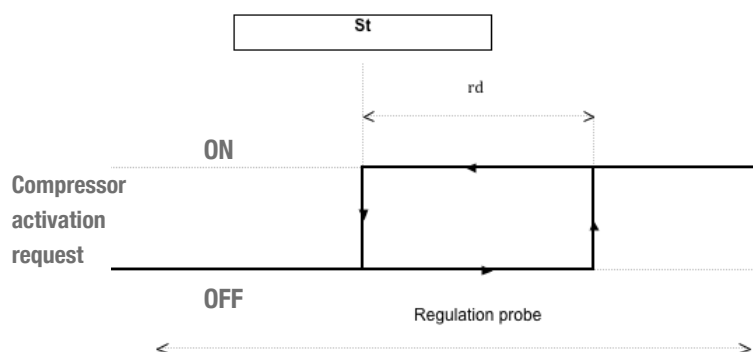 St
rd
ON
Compressor
activation
request
OFF
Regulation probe